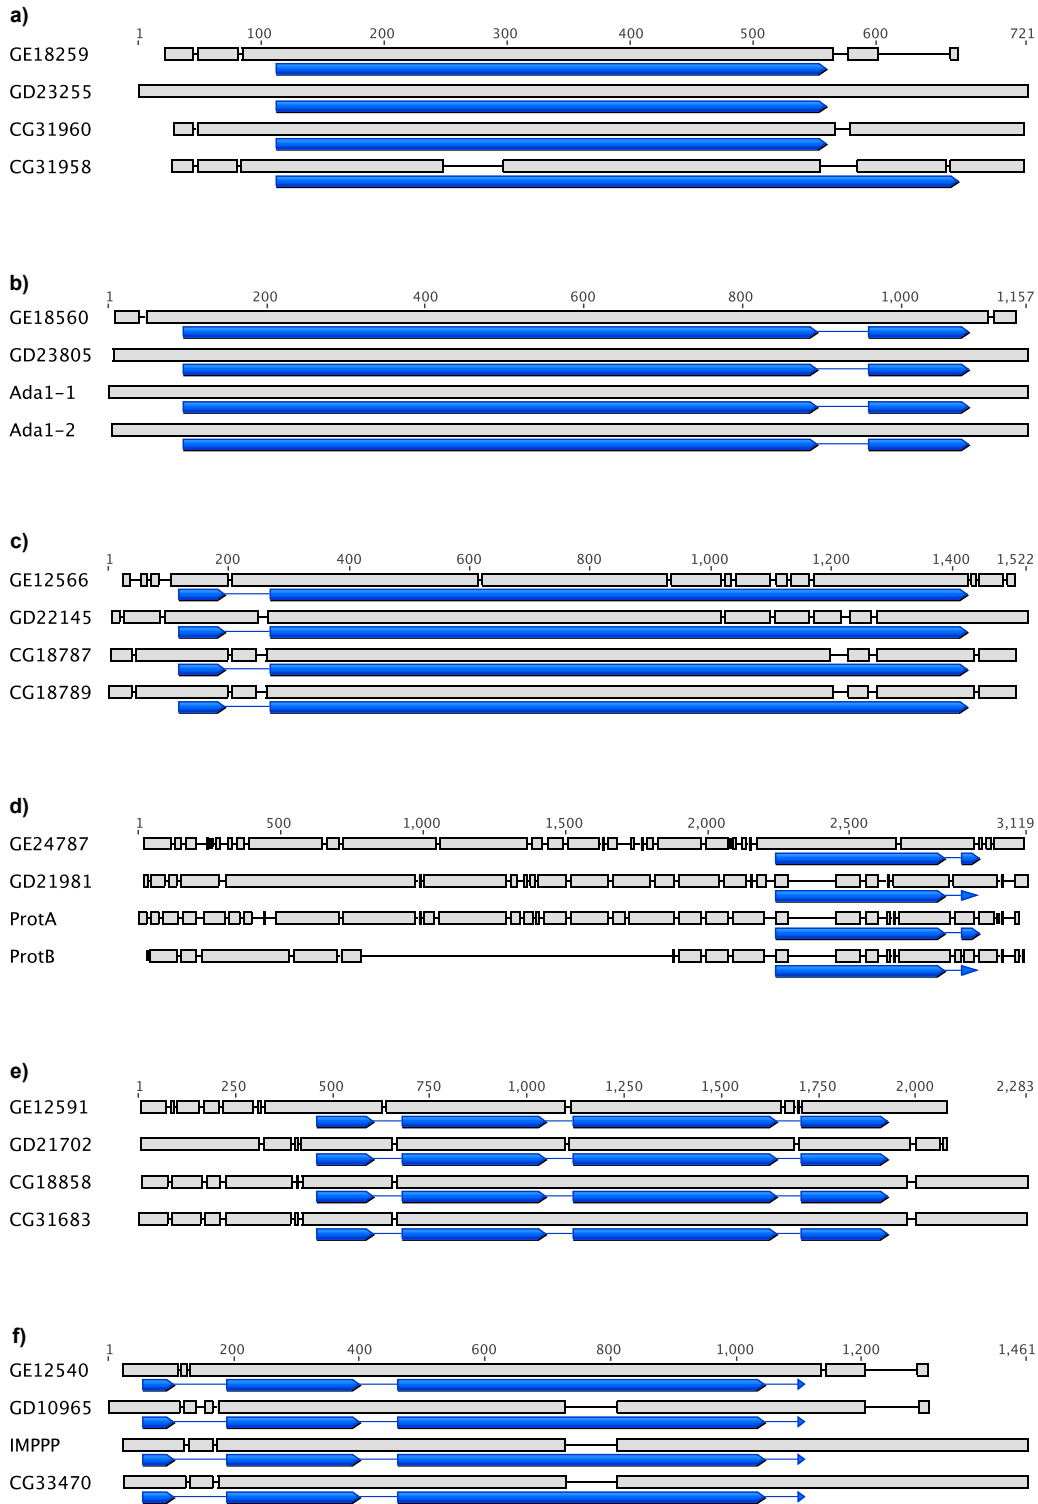 a)
1 100 200 300 400 500 600 721
GE18259
GD23255
CG31960
CG31958
b)
1 200 400 600 800 1,000 1,157
GE18560
GD23805
Ada1-1
Ada1-2
c)
1 200 400 600 800 1,000 1,200 1,400 1,522
GE12566
GD22145
CG18787
CG18789
d)
1 500 1,000 1,500 2,000 2,500 3,119
GE24787
GD21981
ProtA
ProtB
e)
1 250 500 750 1,000 1,250 1,500 1,750 2,000 2,283
GE12591
GD21702
CG18858
CG31683
f)
1 200 400 600 800 1,000 1,200 1,461
GE12540
GD10965
IMPPP
CG33470